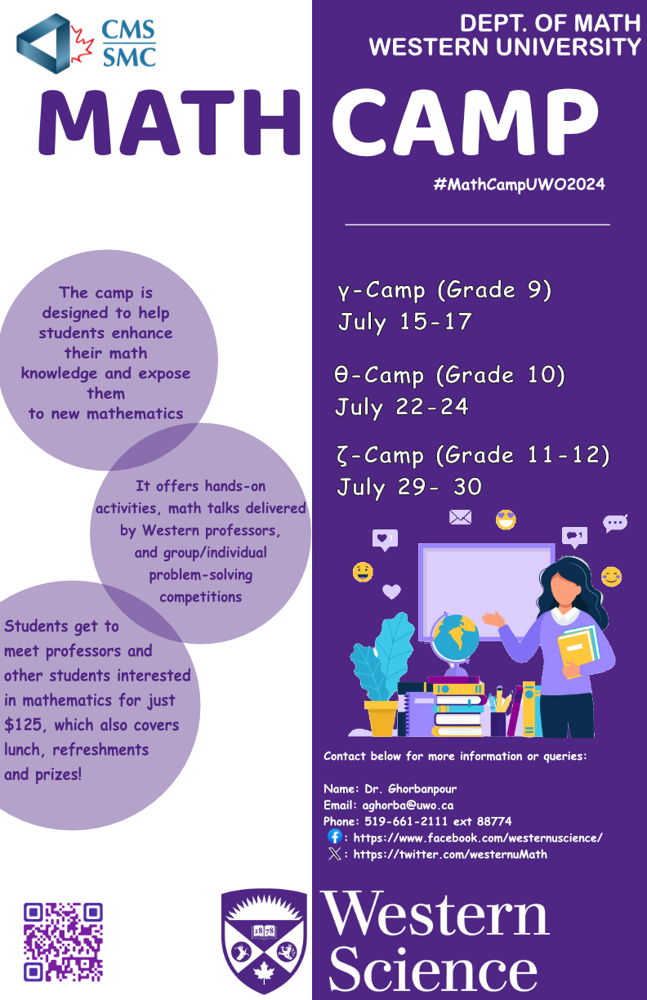 CMS
SMC
DEPT. OF MATH
WESTERN UNIVERSITY
MATH CAMP
#MathCampUWO2024
The camp is
designed to help
students enhance
their math
knowledge and expose
them
to new mathematics
It offers hands-on
activities, math talks delivered
by Western professors,
and group/individual
problem-solving
competitions
Students get to
meet professors and
other students interested
in mathematics for just
$125, which also covers
lunch, refreshments
and prizes!
γ-Camp (Grade 9)
July 15-17
θ-Camp (Grade 10)
July 22-24
ζ-Camp (Grade 11-12)
July 29- 30
1
1
Contact below for more information or queries:
Name: Dr. Ghorbanpour
Email: aghorba@uwo.ca
Phone: 519-661-2111 ext 88774
: https://www.facebook.com/westernuscience/
: https://twitter.com/westernuMath
1878
Western
Science